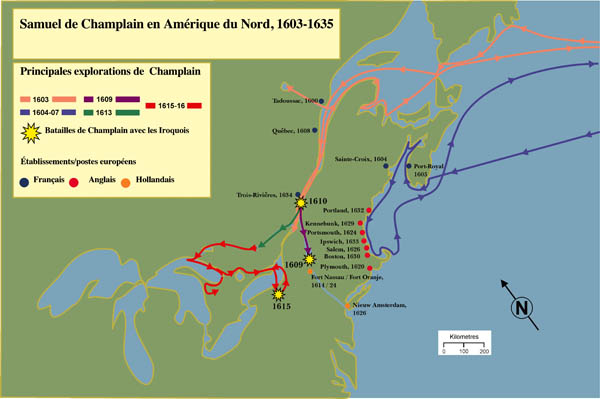 Samuel de Champlain en Amérique du Nord, 1603-1635
Principales explorations de Champlain
1603
1609
1615-16
1604-07
1613
Batailles de Champlain avec les Iroquois
Établissements/postes européens
Français
Anglais
Hollandais
Tadoussac, 1600
Québec, 1608
Sainte-Croix, 1604
Port-Royal,
1605
Trois-Rivières, 1634
1610
Portland, 1632
Kennebunk, 1629
Portsmouth, 1624
Ipswich, 1633
Salem, 1626
Boston, 1630
1609
Plymouth, 1620
Fort Nassau / Fort Oranje,
1614 / 24
1615
Nieuw Amsterdam,
1626
N
Kilometres
0 100 200